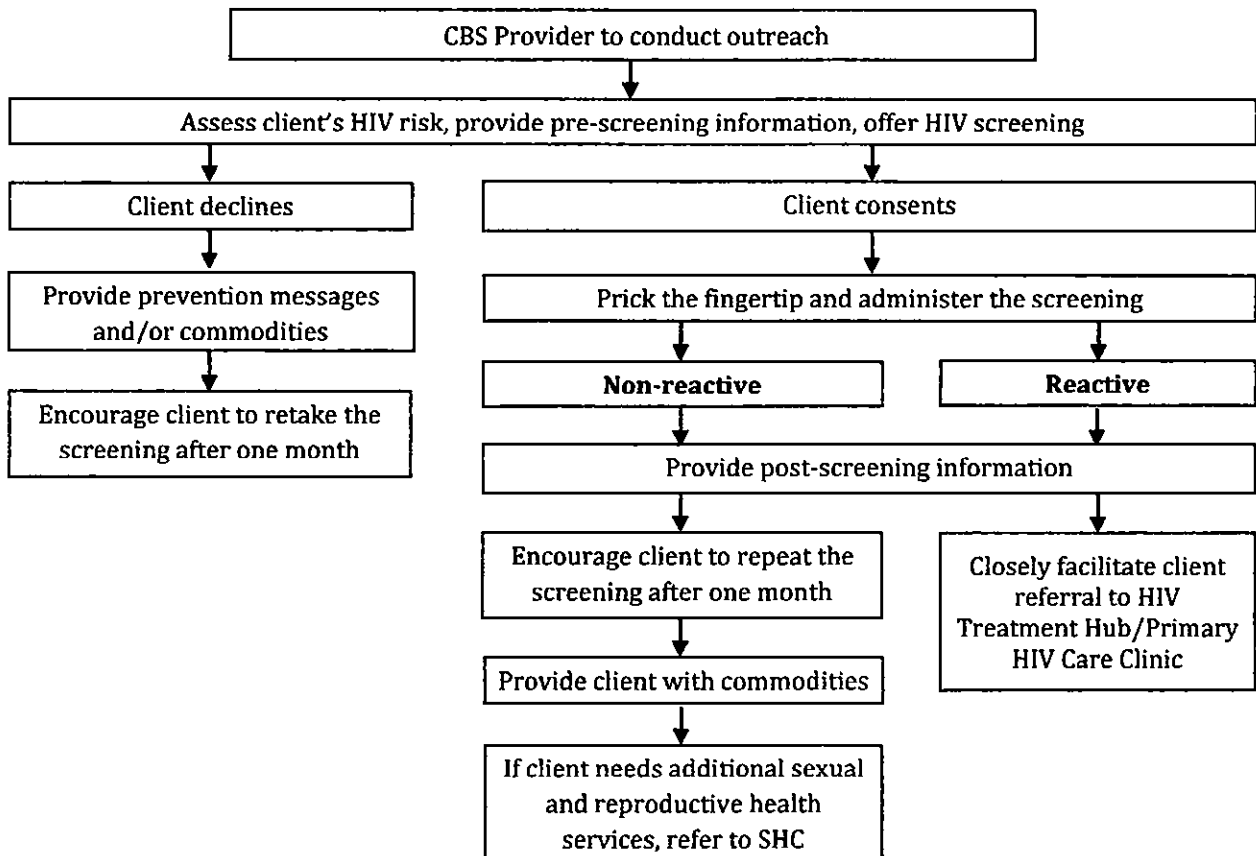 CBS Provider to conduct outreach
Assess client's HIV risk, provide pre-screening information, offer HIV screening
Client declines
Client consents
Provide prevention messages
and/or commodities
Prick the fingertip and administer the screening
Non-reactive
Reactive
Encourage client to retake the
screening after one month
Provide post-screening information
Encourage client to repeat the
screening after one month
Closely facilitate client
referral to HIV
Treatment Hub/Primary
HIV Care Clinic
Provide client with commodities
If client needs additional sexual
and reproductive health
services, refer to SHC